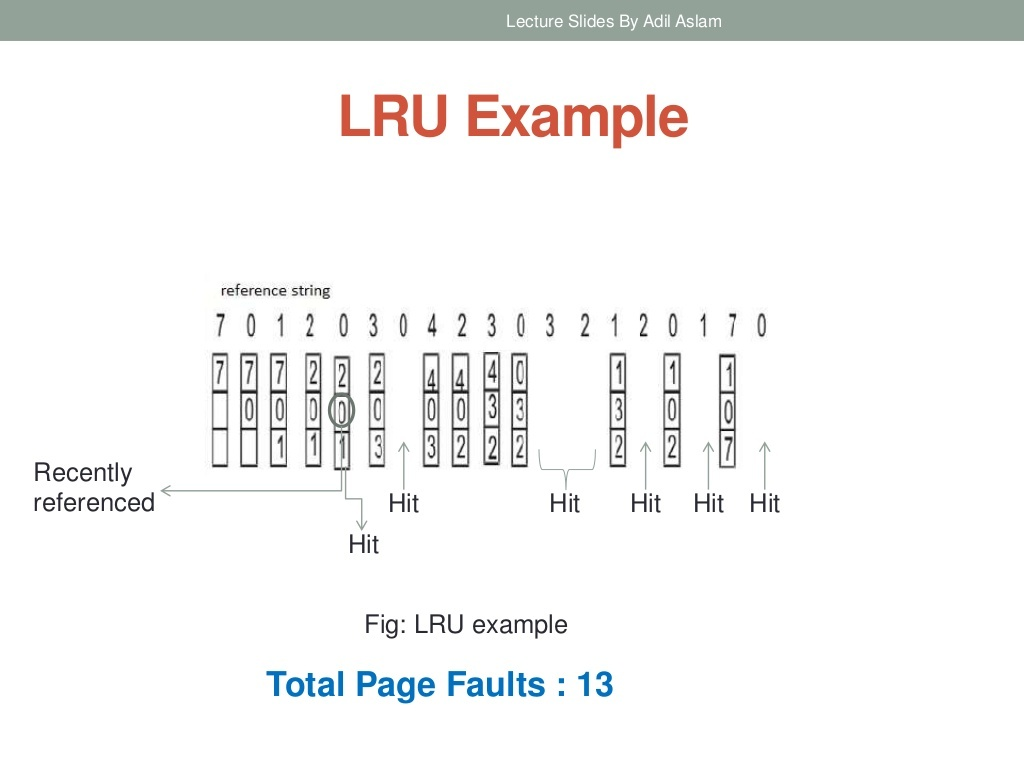 Lecture Slides By Adil Aslam
LRU Example
reference string
7 0 1 2 0 3 0 4 2 3 0 3 2 1 2 0 1 7 0
7 7 7 2 2 2 4 4 4 0 1 1 1
0 0 0 0 0 0 0 3 3 3 0 0
1 1 1 3 3 2 2 2 2 2 7
Recently
referenced
Hit Hit Hit Hit Hit
Hit
Fig: LRU example
Total Page Faults : 13